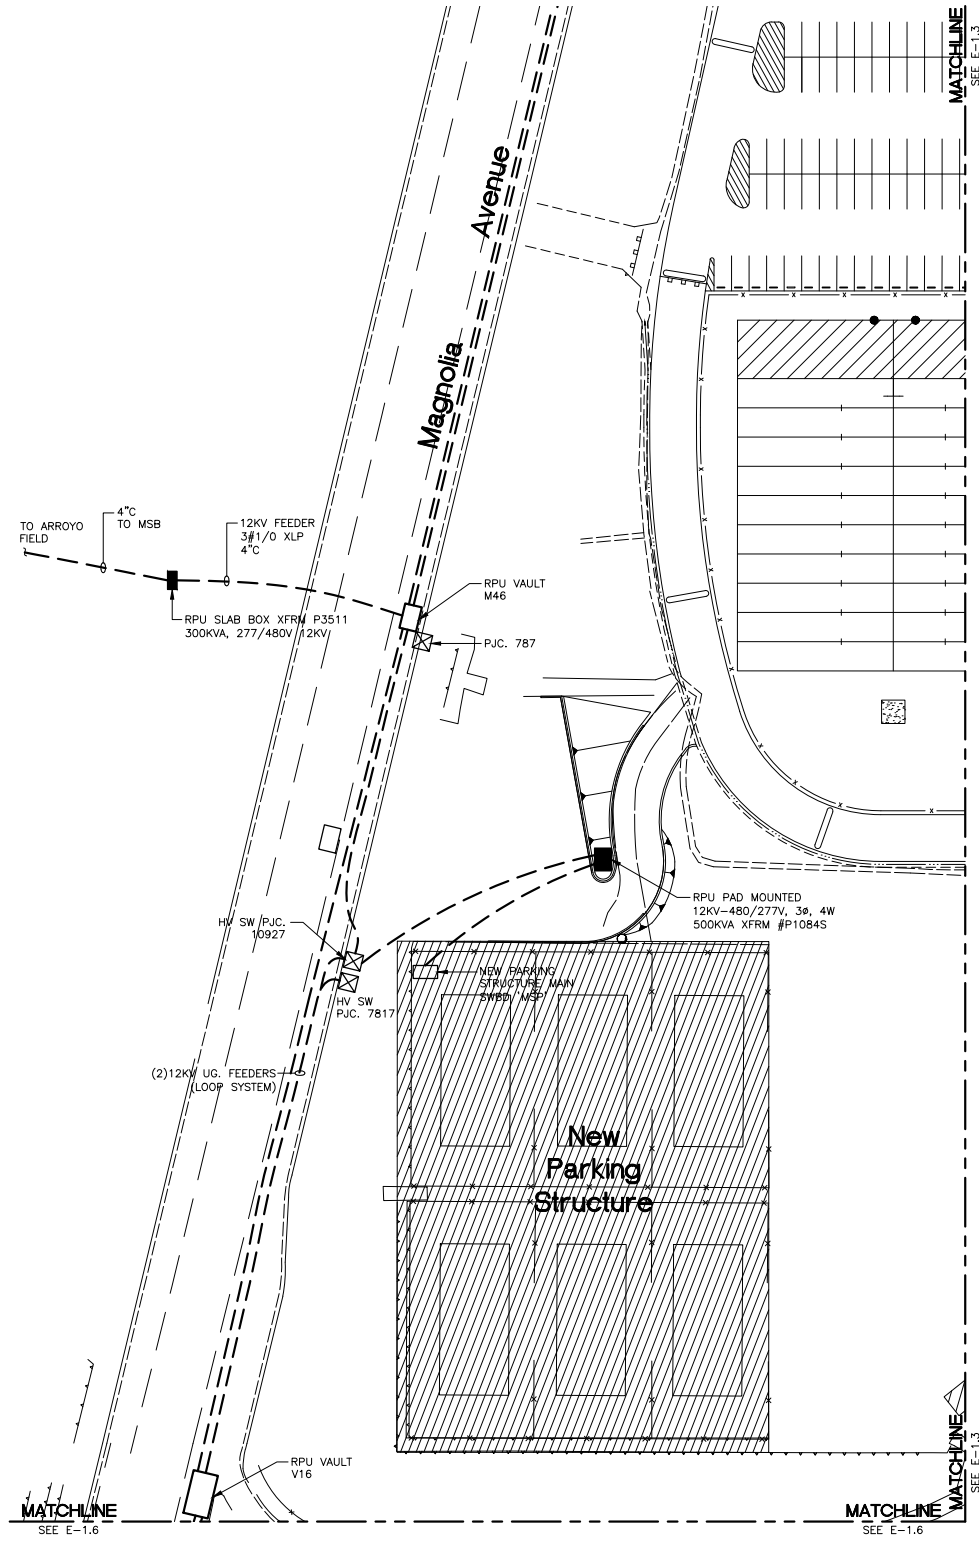 MATCHLINE
SEE E-1.3
Magnolia Avenue
4"C
TO MSB
TO ARROYO
FIELD
12KV FEEDER
3#1/0 XLP
4"C
RPU VAULT
M46
RPU SLAB BOX XFRM P3511
300KVA, 277/480V 12KV
PJC. 787
RPU PAD MOUNTED
12KV-480/277V, 3ø, 4W
500KVA XFRM #P1084S
HV SW PJC.
10927
NEW PARKING
STRUCTURE MAIN
SWBD 'MSP'
HV SW
PJC. 7817
(2)12KV UG. FEEDERS
(LOOP SYSTEM)
New
Parking
Structure
RPU VAULT
V16
MATCHLINE
SEE E-1.3
MATCHLINE
SEE E-1.6
MATCHLINE
SEE E-1.6